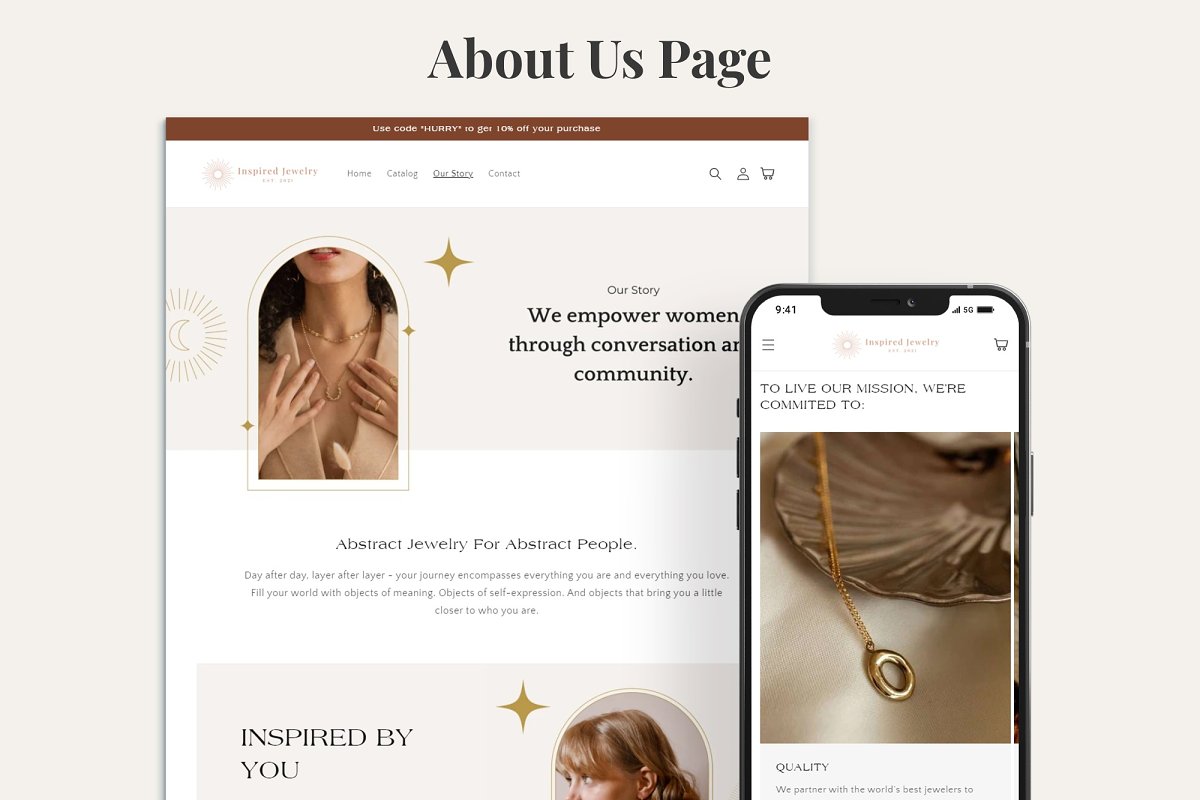 About Us Page
Use code "HURRY" to get 10% off your purchase
Inspired Jewelry
EST. 2021
Home
Catalog
Our Story
Contact
Our Story
We empower women
through conversation an
community.
Abstract Jewelry For Abstract People.
Day after day, layer after layer - your journey encompasses everything you are and everything you love.
Fill your world with objects of meaning. Objects of self-expression. And objects that bring you a little
closer to who you are.
INSPIRED BY
YOU
9:41
5G
Inspired Jewelry
EST. 2021
TO LIVE OUR MISSION, WE'RE
COMMITED TO:
QUALITY
We partner with the world's best jewelers to